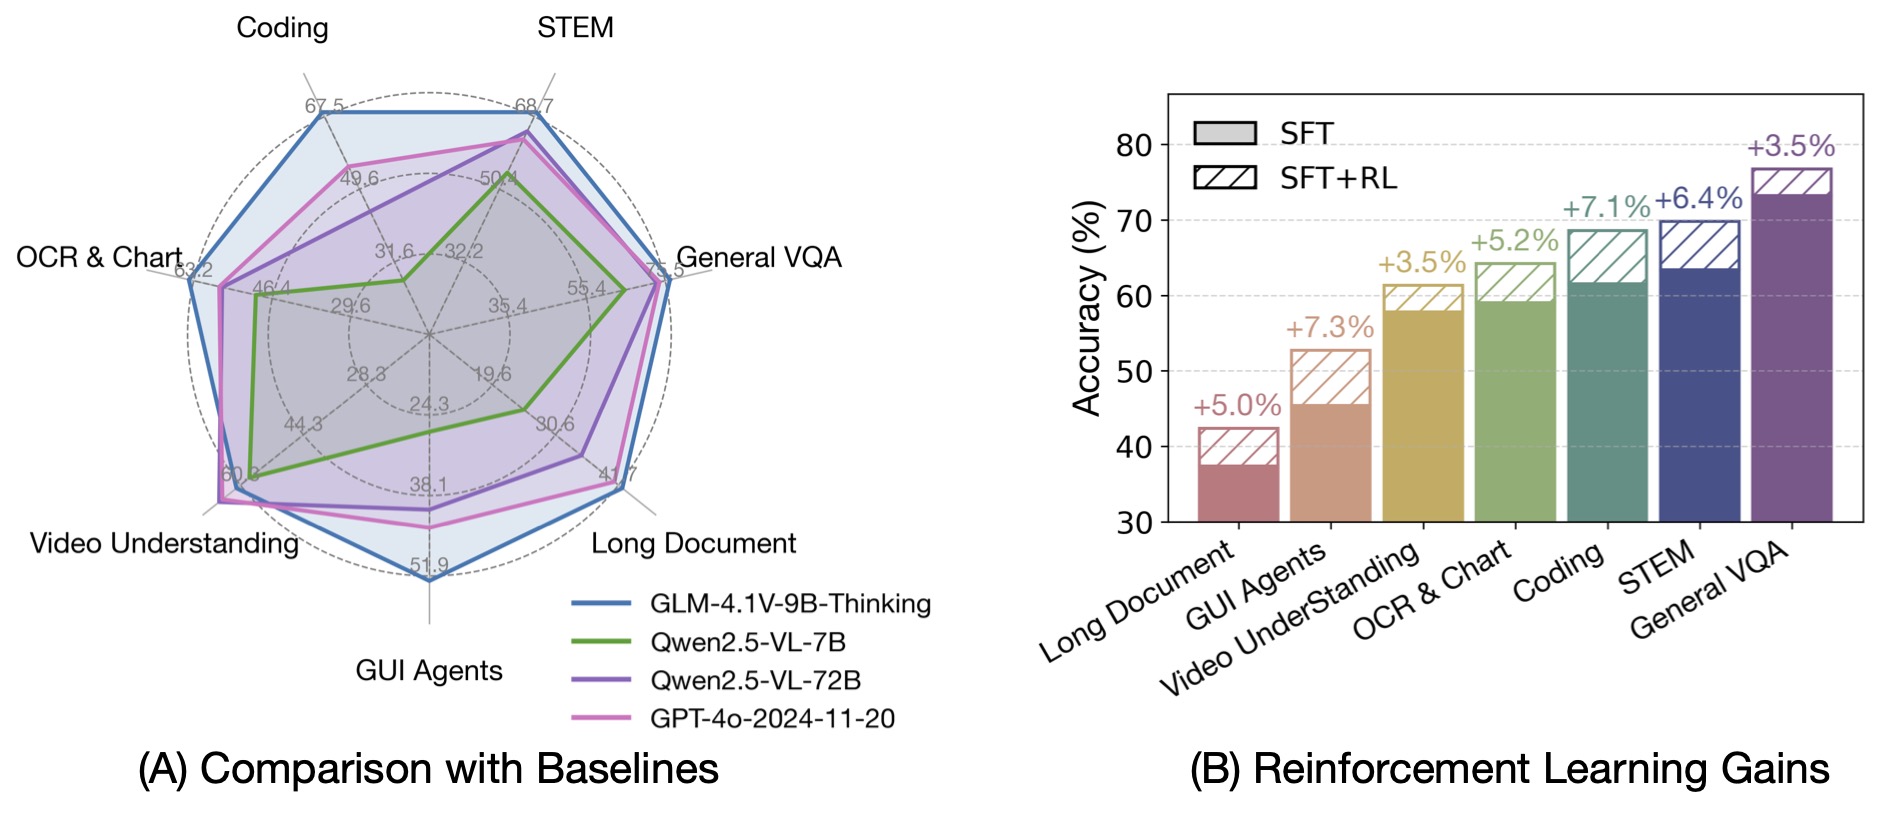 Coding
STEM
67.5
68.7
49.6
50.4
31.6
32.2
OCR & Chart
General VQA
63.2
75.5
46.4
55.4
29.6
35.4
28.3
19.6
24.3
44.3
30.6
60.3
41.7
38.1
Video Understanding
Long Document
51.9
GUI Agents
GLM-4.1V-9B-Thinking
Qwen2.5-VL-7B
Qwen2.5-VL-72B
GPT-4o-2024-11-20
(A) Comparison with Baselines
SFT
SFT+RL
Accuracy (%)
80
70
60
50
40
30
+5.0%
+7.3%
+3.5%
+5.2%
+7.1%
+6.4%
+3.5%
Long Document
GUI Agents
Video UnderStanding
OCR & Chart
Coding
STEM
General VQA
(B) Reinforcement Learning Gains